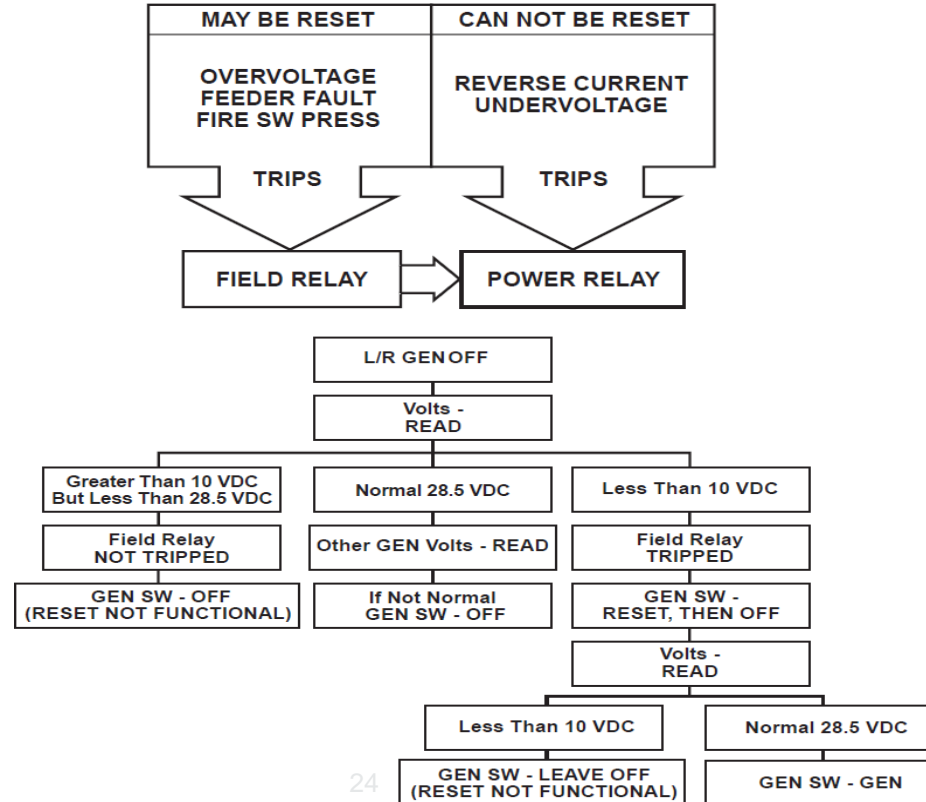 MAY BE RESET
CAN NOT BE RESET
OVERVOLTAGE
FEEDER FAULT
FIRE SW PRESS
REVERSE CURRENT
UNDERVOLTAGE
TRIPS
TRIPS
FIELD RELAY
POWER RELAY
L/R GEN OFF
Volts -
READ
Greater Than 10 VDC
But Less Than 28.5 VDC
Normal 28.5 VDC
Less Than 10 VDC
Field Relay
NOT TRIPPED
Other GEN Volts - READ
Field Relay
TRIPPED
GEN SW - OFF
(RESET NOT FUNCTIONAL)
If Not Normal
GEN SW - OFF
GEN SW -
RESET, THEN OFF
Volts -
READ
Less Than 10 VDC
Normal 28.5 VDC
24
GEN SW - LEAVE OFF
(RESET NOT FUNCTIONAL)
GEN SW - GEN